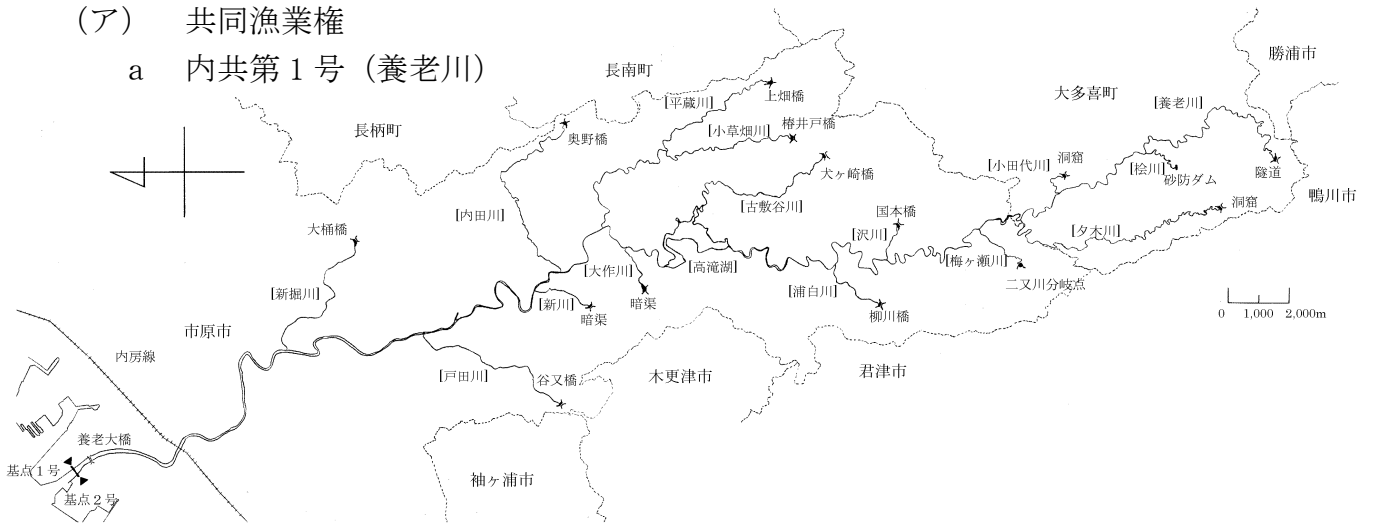 （ア） 共同漁業権
a 内共第１号（養老川）
勝浦市
長南町
大多喜町
上畑橋
[平蔵川]
[養老川]
長柄町
奥野橋
[小草畑川]
椿井戸橋
[小田代川]
洞窟
[桧川]
砂防ダム
隧道
犬ヶ崎橋
鴨川市
[内田川]
[古敷谷川]
国本橋
洞窟
大桶橋
[沢川]
[夕木川]
[大作川]
[高滝湖]
[梅ヶ瀬川]
二又川分岐点
[新堀川]
[新川]
暗渠
暗渠
[浦白川]
柳川橋
0 1,000 2,000m
市原市
内房線
[戸田川]
谷又橋
木更津市
君津市
養老大橋
基点１号
基点２号
袖ヶ浦市